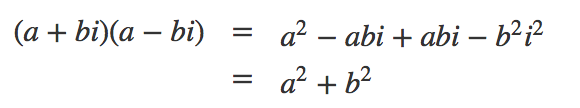 (a + bi)(a − bi) = a² − abi + abi − b²i²
= a² + b²